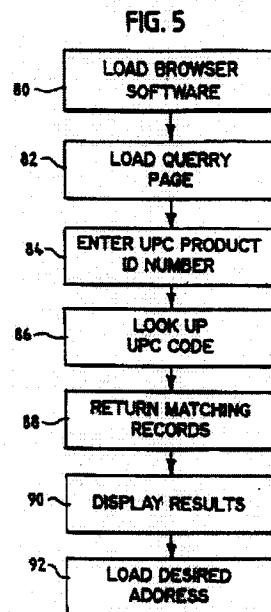 FIG. 5
80
LOAD BROWSER
SOFTWARE
82
LOAD QUERRY
PAGE
84
ENTER UPC PRODUCT
ID NUMBER
86
LOOK UP
UPC CODE
88
RETURN MATCHING
RECORDS
90
DISPLAY RESULTS
92
LOAD DESIRED
ADDRESS